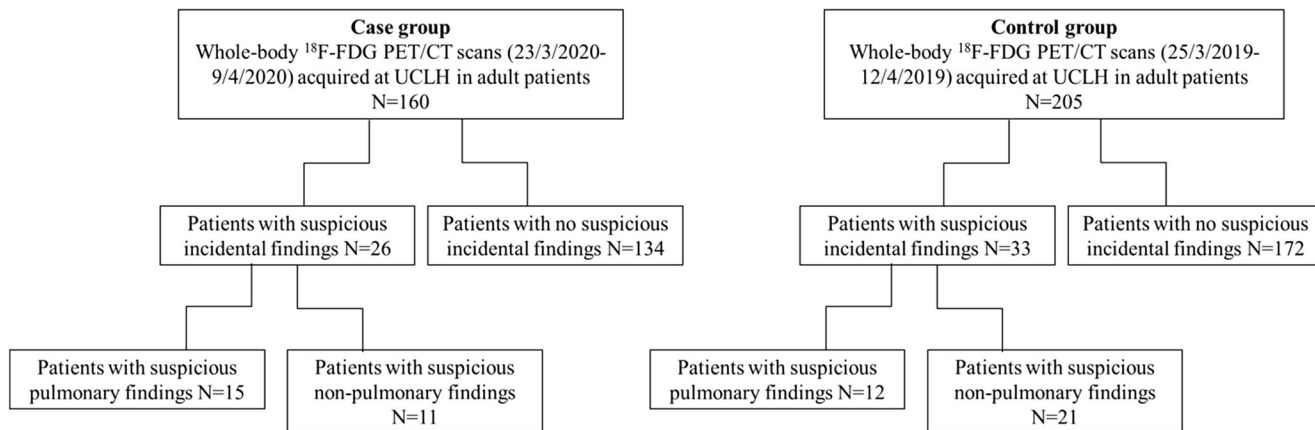 Case group
Whole-body ¹⁸F-FDG PET/CT scans (23/3/2020-
9/4/2020) acquired at UCLH in adult patients
N=160
Control group
Whole-body ¹⁸F-FDG PET/CT scans (25/3/2019-
12/4/2019) acquired at UCLH in adult patients
N=205
Patients with suspicious
incidental findings N=26
Patients with no suspicious
incidental findings N=134
Patients with suspicious
incidental findings N=33
Patients with no suspicious
incidental findings N=172
Patients with suspicious
pulmonary findings N=15
Patients with suspicious
non-pulmonary findings
N=11
Patients with suspicious
pulmonary findings N=12
Patients with suspicious
non-pulmonary findings
N=21